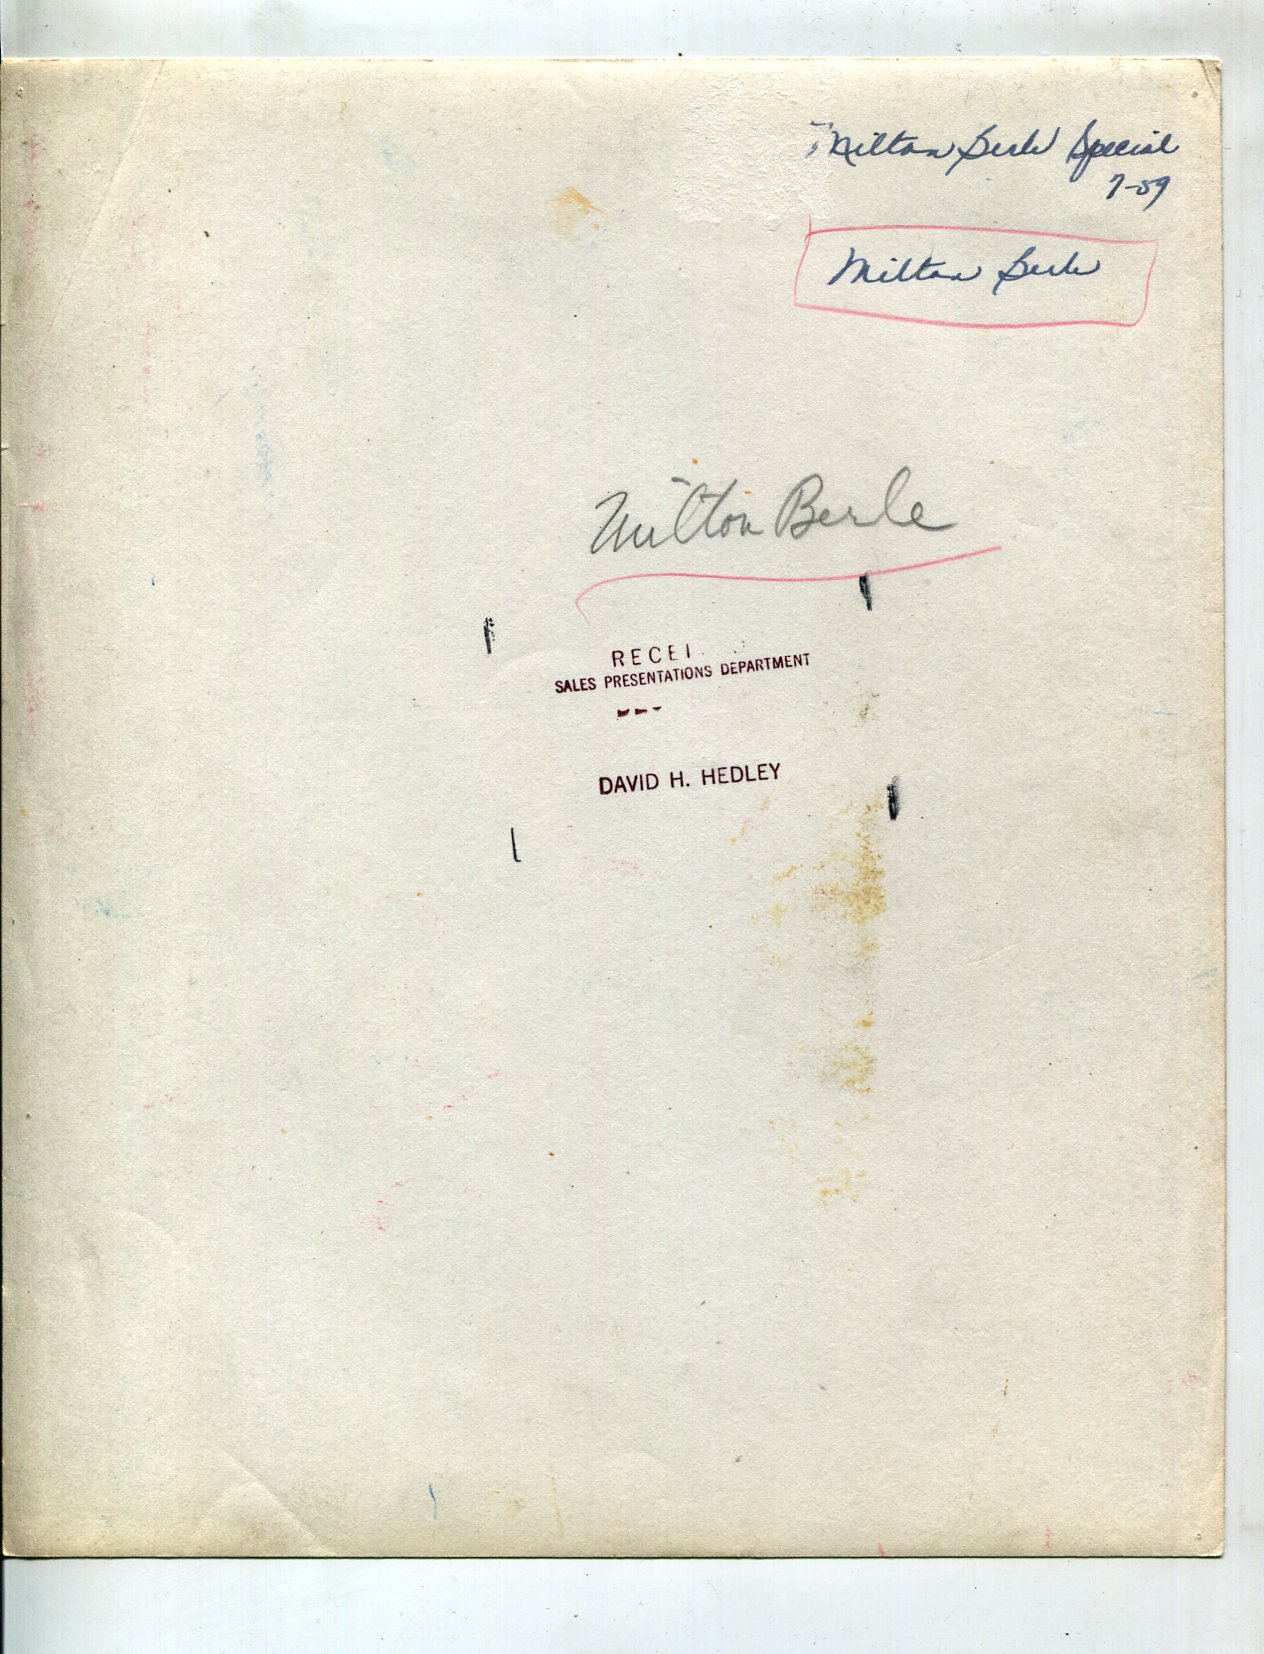 Milton Berle Special
7-59
Milton Berle
Milton Berle
RECEI
SALES PRESENTATIONS DEPARTMENT
DAVID H. HEDLEY